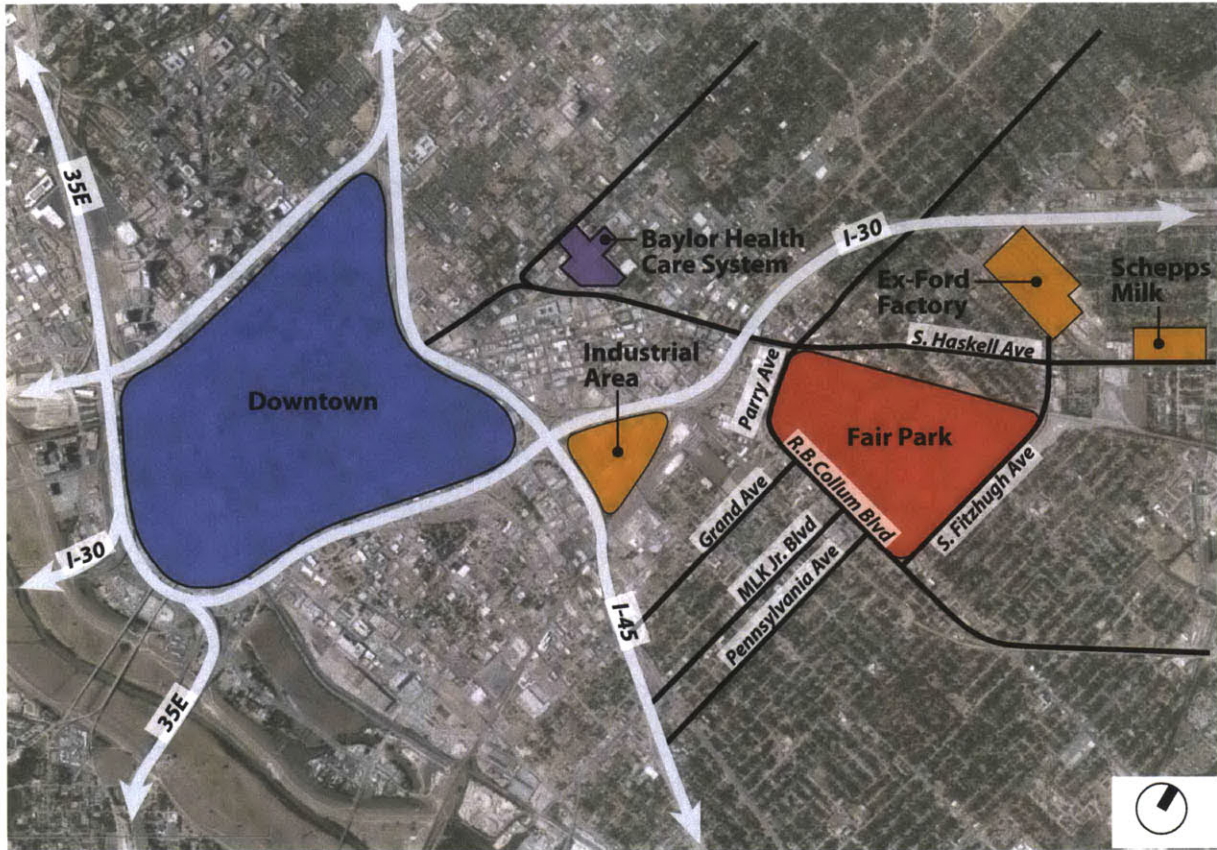 35E
I-30
Baylor Health
Care System
Ex-Ford
Factory
Schepps
Milk
Industrial
Area
S. Haskell Ave
Parry Ave
Downtown
Fair Park
R.B.Collum Blvd
Grand Ave
S. Fitzhugh Ave
MLK Jr. Blvd
I-30
Pennsylvania Ave
I-45
35E